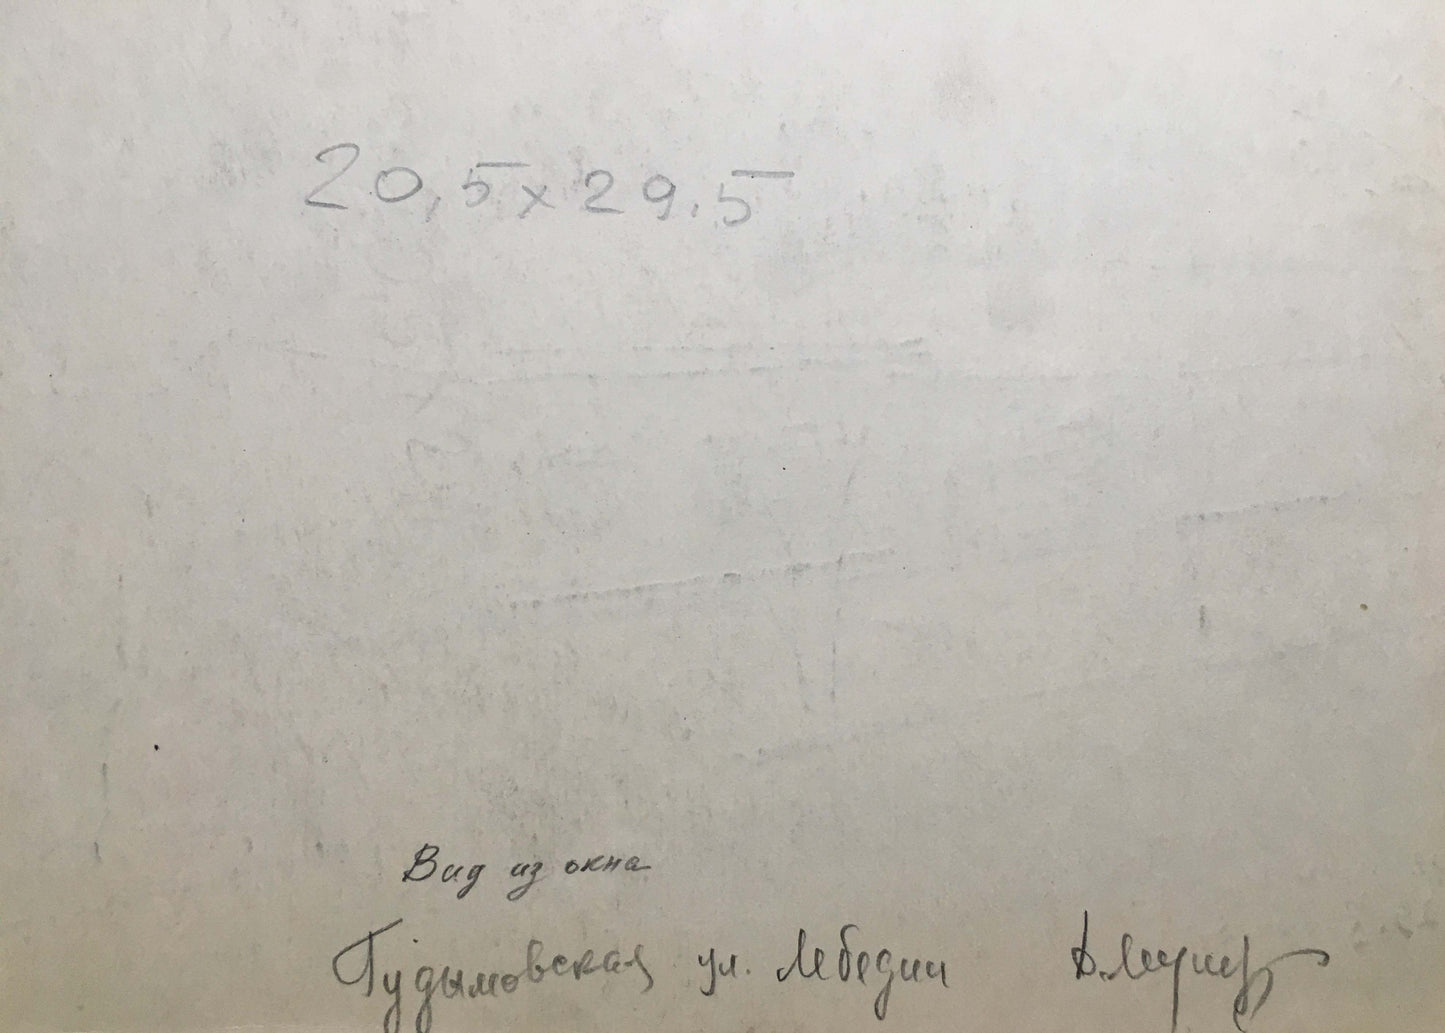 20,5 x 29.5
Вид из окна
Гудымовская ул. Лебедин